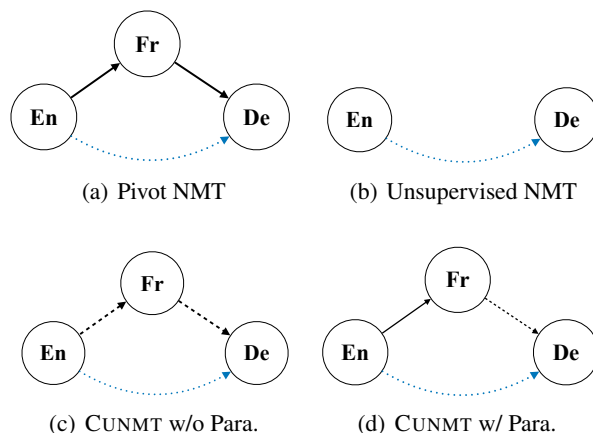 Fr
En
De
(a) Pivot NMT
En
De
(b) Unsupervised NMT
Fr
En
De
(c) CUNMT w/o Para.
Fr
En
De
(d) CUNMT w/ Para.